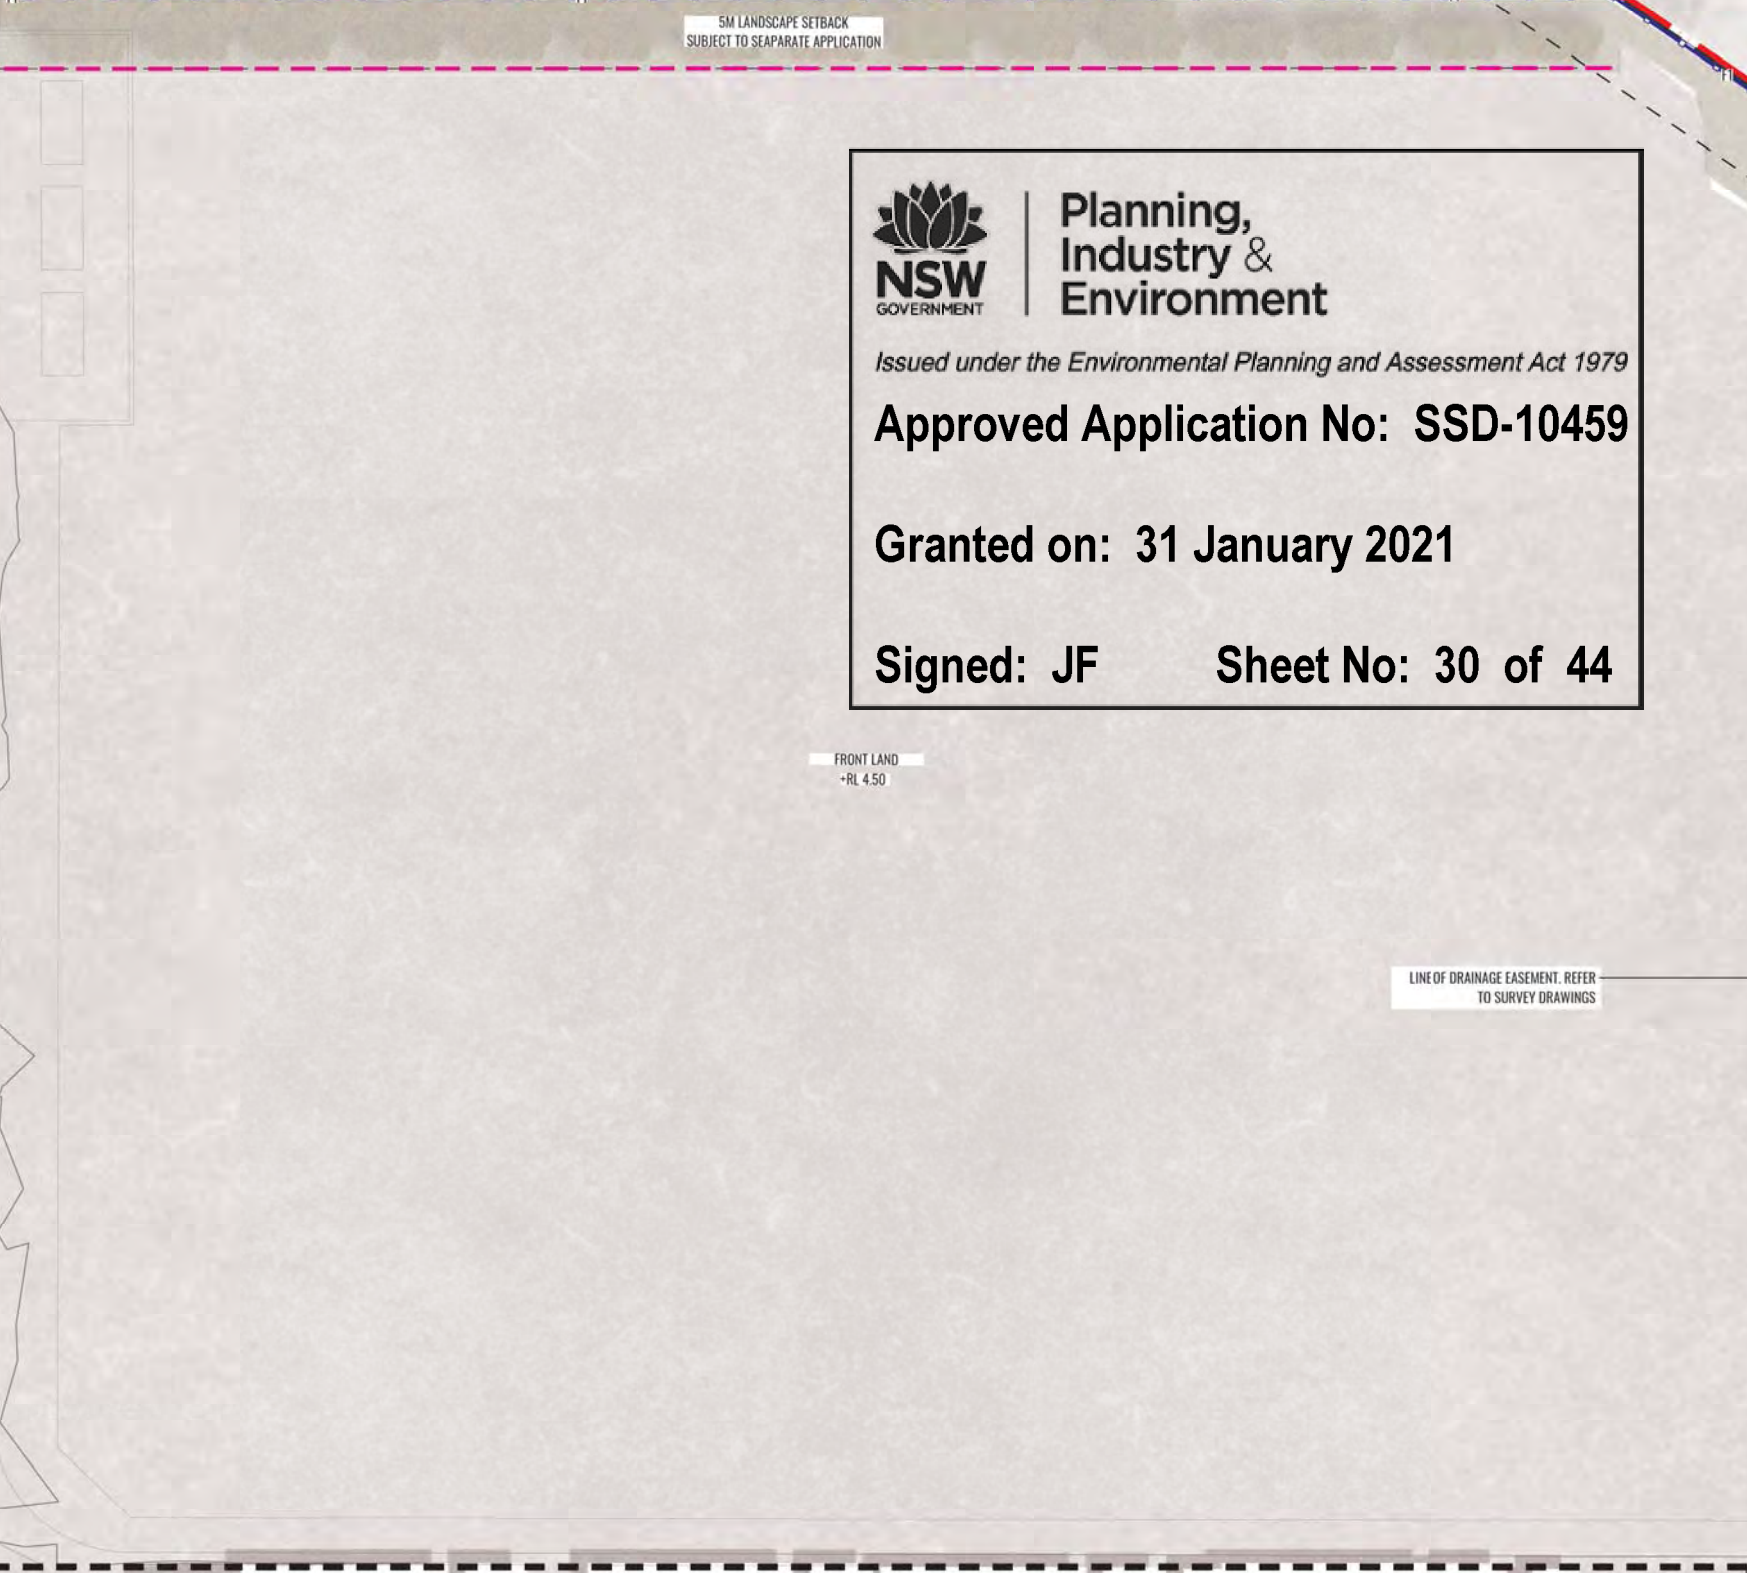 5M LANDSCAPE SETBACK
SUBJECT TO SEAPARATE APPLICATION
F1
NSW
GOVERNMENT
Planning,
Industry &
Environment
Issued under the Environmental Planning and Assessment Act 1979
Approved Application No: SSD-10459
Granted on: 31 January 2021
Signed: JF Sheet No: 30 of 44
FRONT LAND
+RL 4.50
LINE OF DRAINAGE EASEMENT. REFER
TO SURVEY DRAWINGS